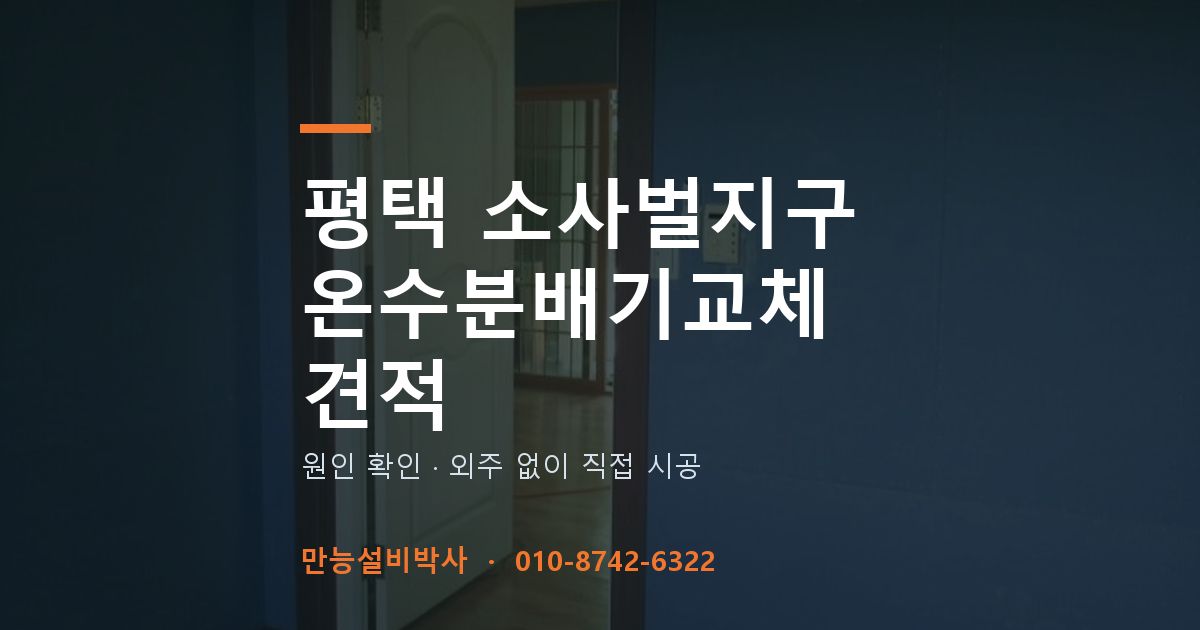 평택 소사벌지구
온수분배기교체
견적
원인 확인 · 외주 없이 직접 시공
만능설비박사 · 010-8742-6322